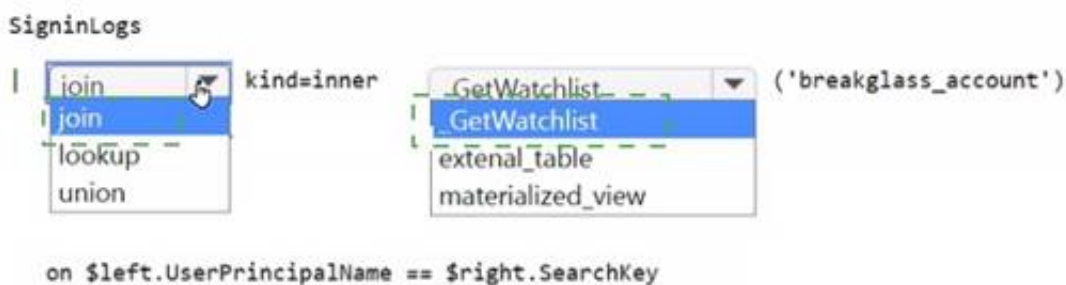 SigninLogs
| join kind=inner _GetWatchlist ('breakglass_account')
join
lookup
union
_GetWatchlist
extenal_table
materialized_view
on $left.UserPrincipalName == $right.SearchKey